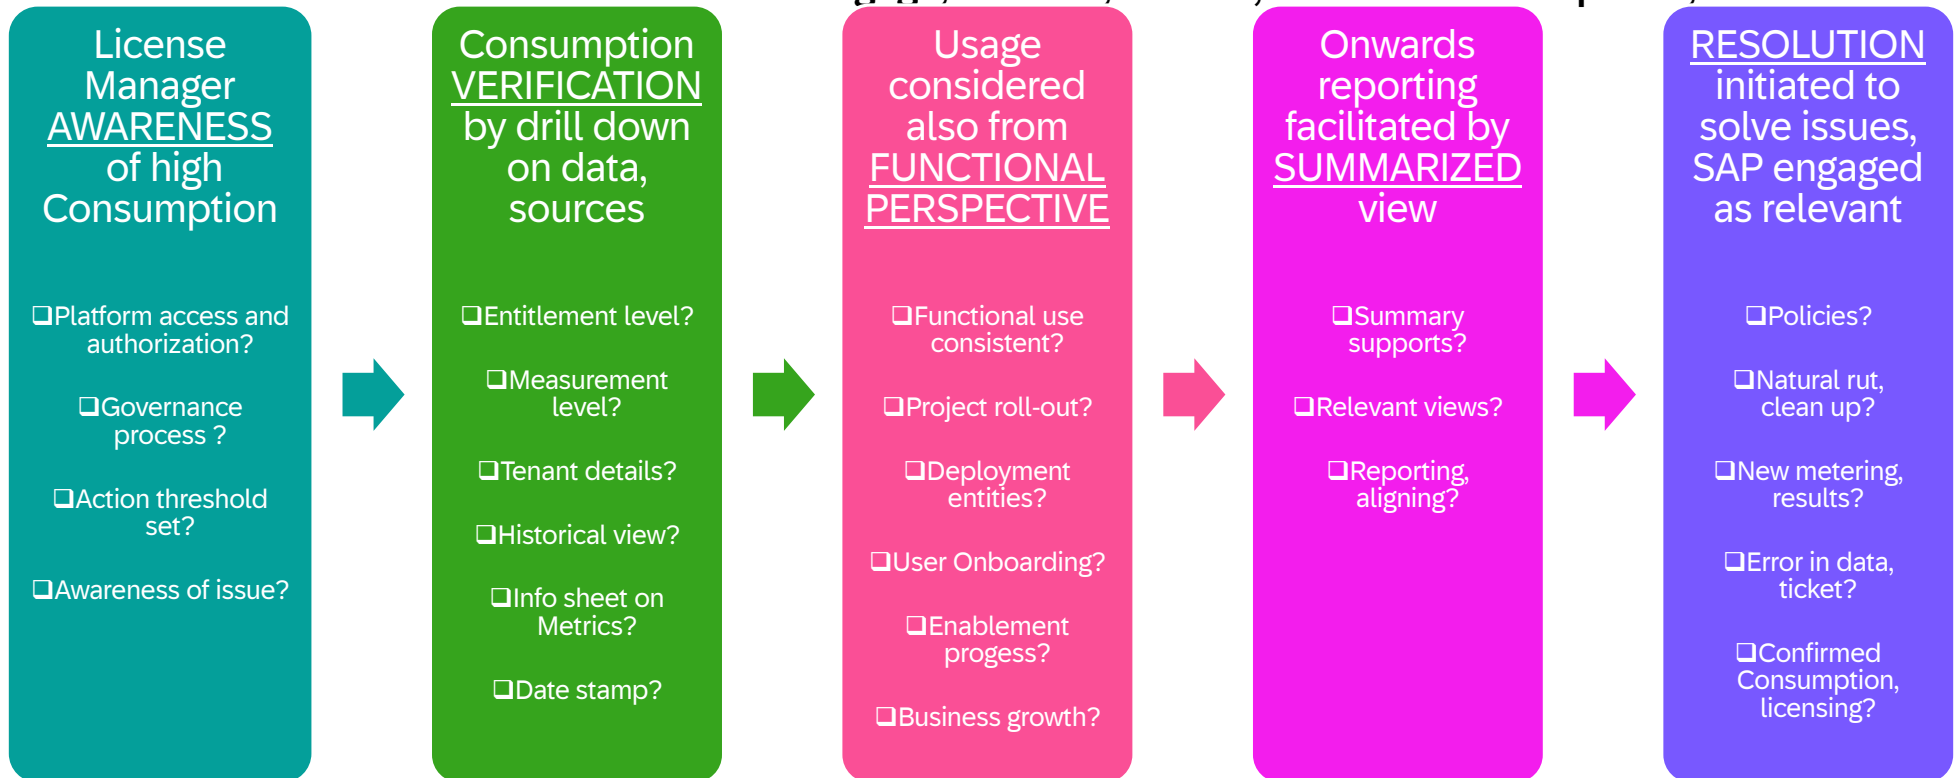 License
Manager
AWARENESS
of high
Consumption
❑Platform access and
authorization?
❑Governance
process ?
❑Action threshold
set?
❑Awareness of issue?
Consumption
VERIFICATION
by drill down
on data,
sources
❑Entitlement level?
❑Measurement
level?
❑Tenant details?
❑Historical view?
❑Info sheet on
Metrics?
❑Date stamp?
Usage
considered
also from
FUNCTIONAL
PERSPECTIVE
❑Functional use
consistent?
❑Project roll-out?
❑Deployment
entities?
❑User Onboarding?
❑Enablement
progess?
❑Business growth?
Onwards
reporting
facilitated by
SUMMARIZED
view
❑Summary
supports?
❑Relevant views?
❑Reporting,
aligning?
RESOLUTION
initiated to
solve issues,
SAP engaged
as relevant
❑Policies?
❑Natural rut,
clean up?
❑New metering,
results?
❑Error in data,
ticket?
❑Confirmed
Consumption,
licensing?